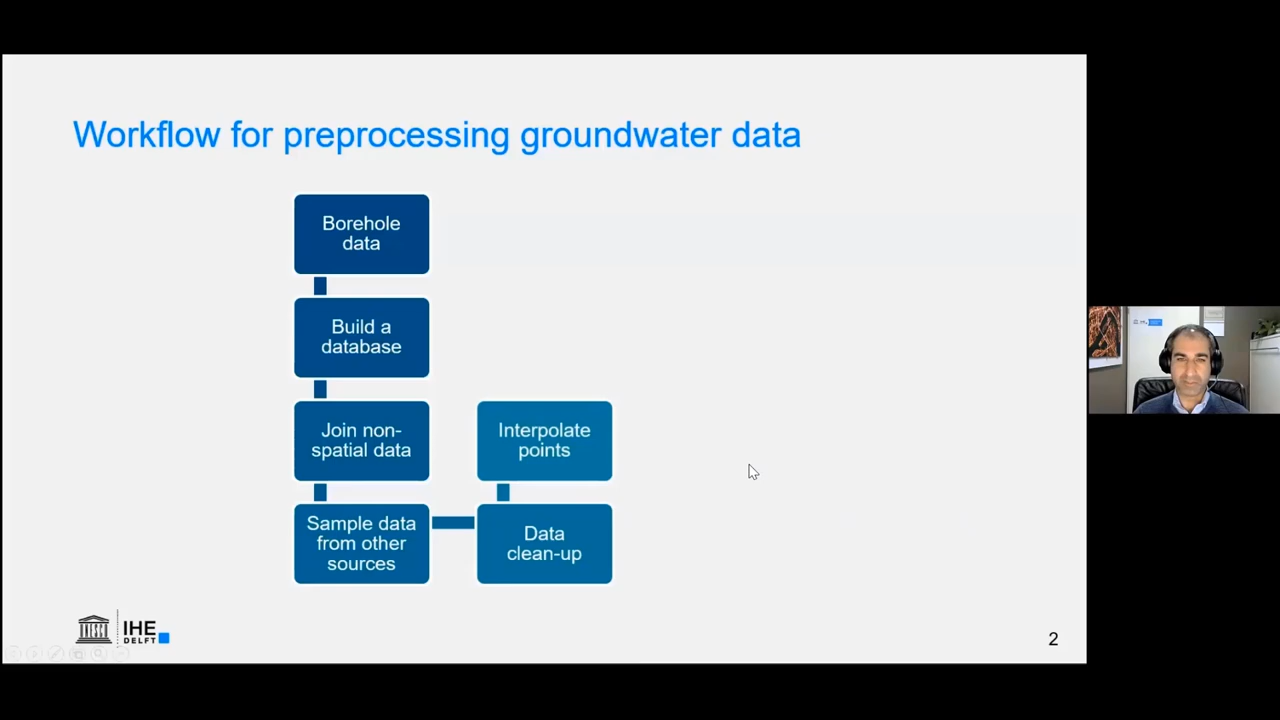 Workflow for preprocessing groundwater data
Borehole
data
Build a
database
Join non-
spatial data
Sample data
from other
sources
Data
clean-up
Interpolate
points
UNESCO
IHE
DELFT
2